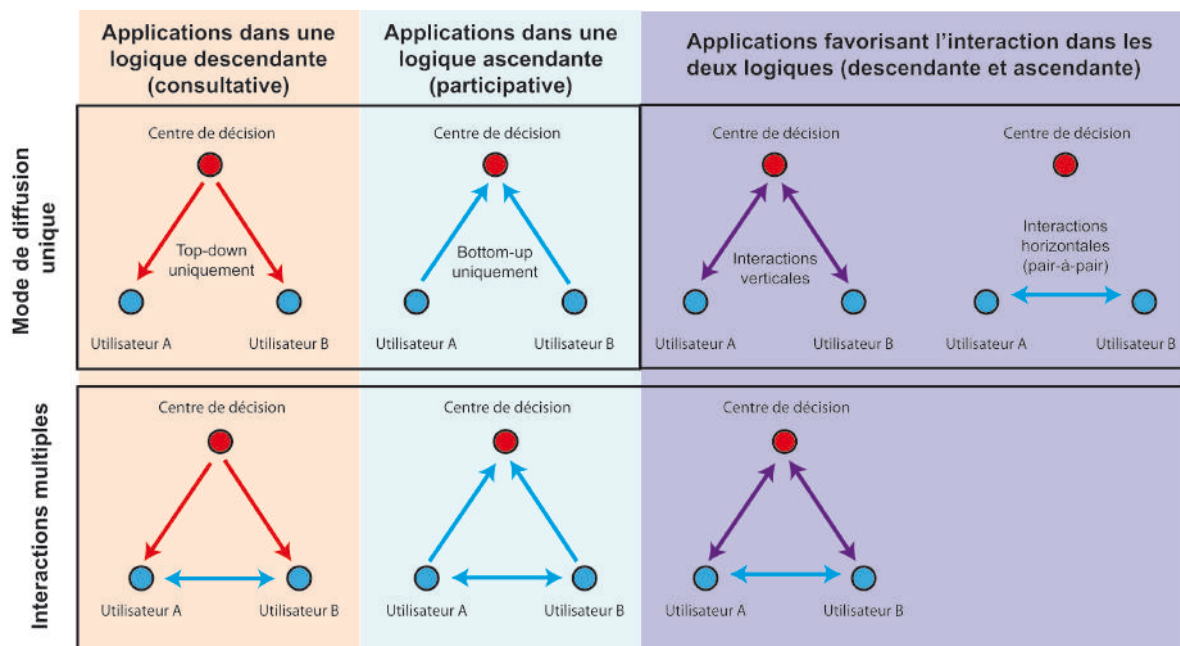 Applications dans une
logique descendante
(consultative)
Applications dans une
logique ascendante
(participative)
Applications favorisant l'interaction dans les
deux logiques (descendante et ascendante)
Mode de diffusion
unique
Centre de décision
Top-down
uniquement
Utilisateur A
Utilisateur B
Centre de décision
Bottom-up
uniquement
Utilisateur A
Utilisateur B
Centre de décision
Interactions
verticales
Utilisateur A
Utilisateur B
Centre de décision
Interactions
horizontales
(pair-à-pair)
Utilisateur A
Utilisateur B
Interactions multiples
Centre de décision
Utilisateur A
Utilisateur B
Centre de décision
Utilisateur A
Utilisateur B
Centre de décision
Utilisateur A
Utilisateur B